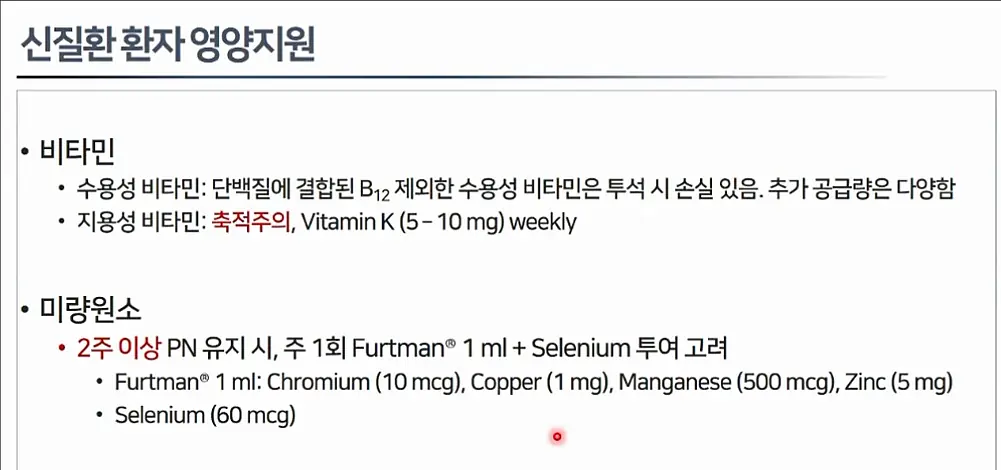 신질환 환자 영양지원
• 비타민
• 수용성 비타민: 단백질에 결합된 B₁₂ 제외한 수용성 비타민은 투석 시 손실 있음. 추가 공급량은 다양함
• 지용성 비타민: 축적주의, Vitamin K (5 – 10 mg) weekly
• 미량원소
• 2주 이상 PN 유지 시, 주 1회 Furtman® 1 ml + Selenium 투여 고려
• Furtman® 1 ml: Chromium (10 mcg), Copper (1 mg), Manganese (500 mcg), Zinc (5 mg)
• Selenium (60 mcg)